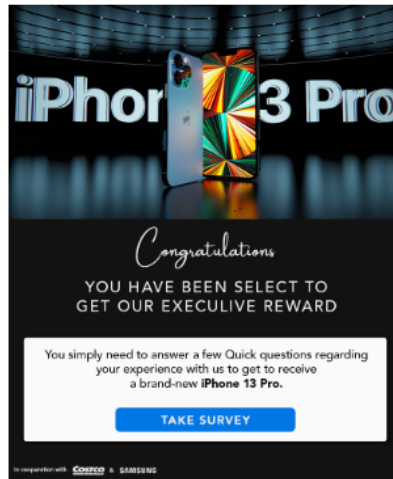 iPhon 3 Pro
Congratulations
YOU HAVE BEEN SELECT TO
GET OUR EXECULIVE REWARD
You simply need to answer a few Quick questions regarding
your experience with us to get to receive
a brand-new iPhone 13 Pro.
TAKE SURVEY
In cooperation with COSTCO & SAMSUNG